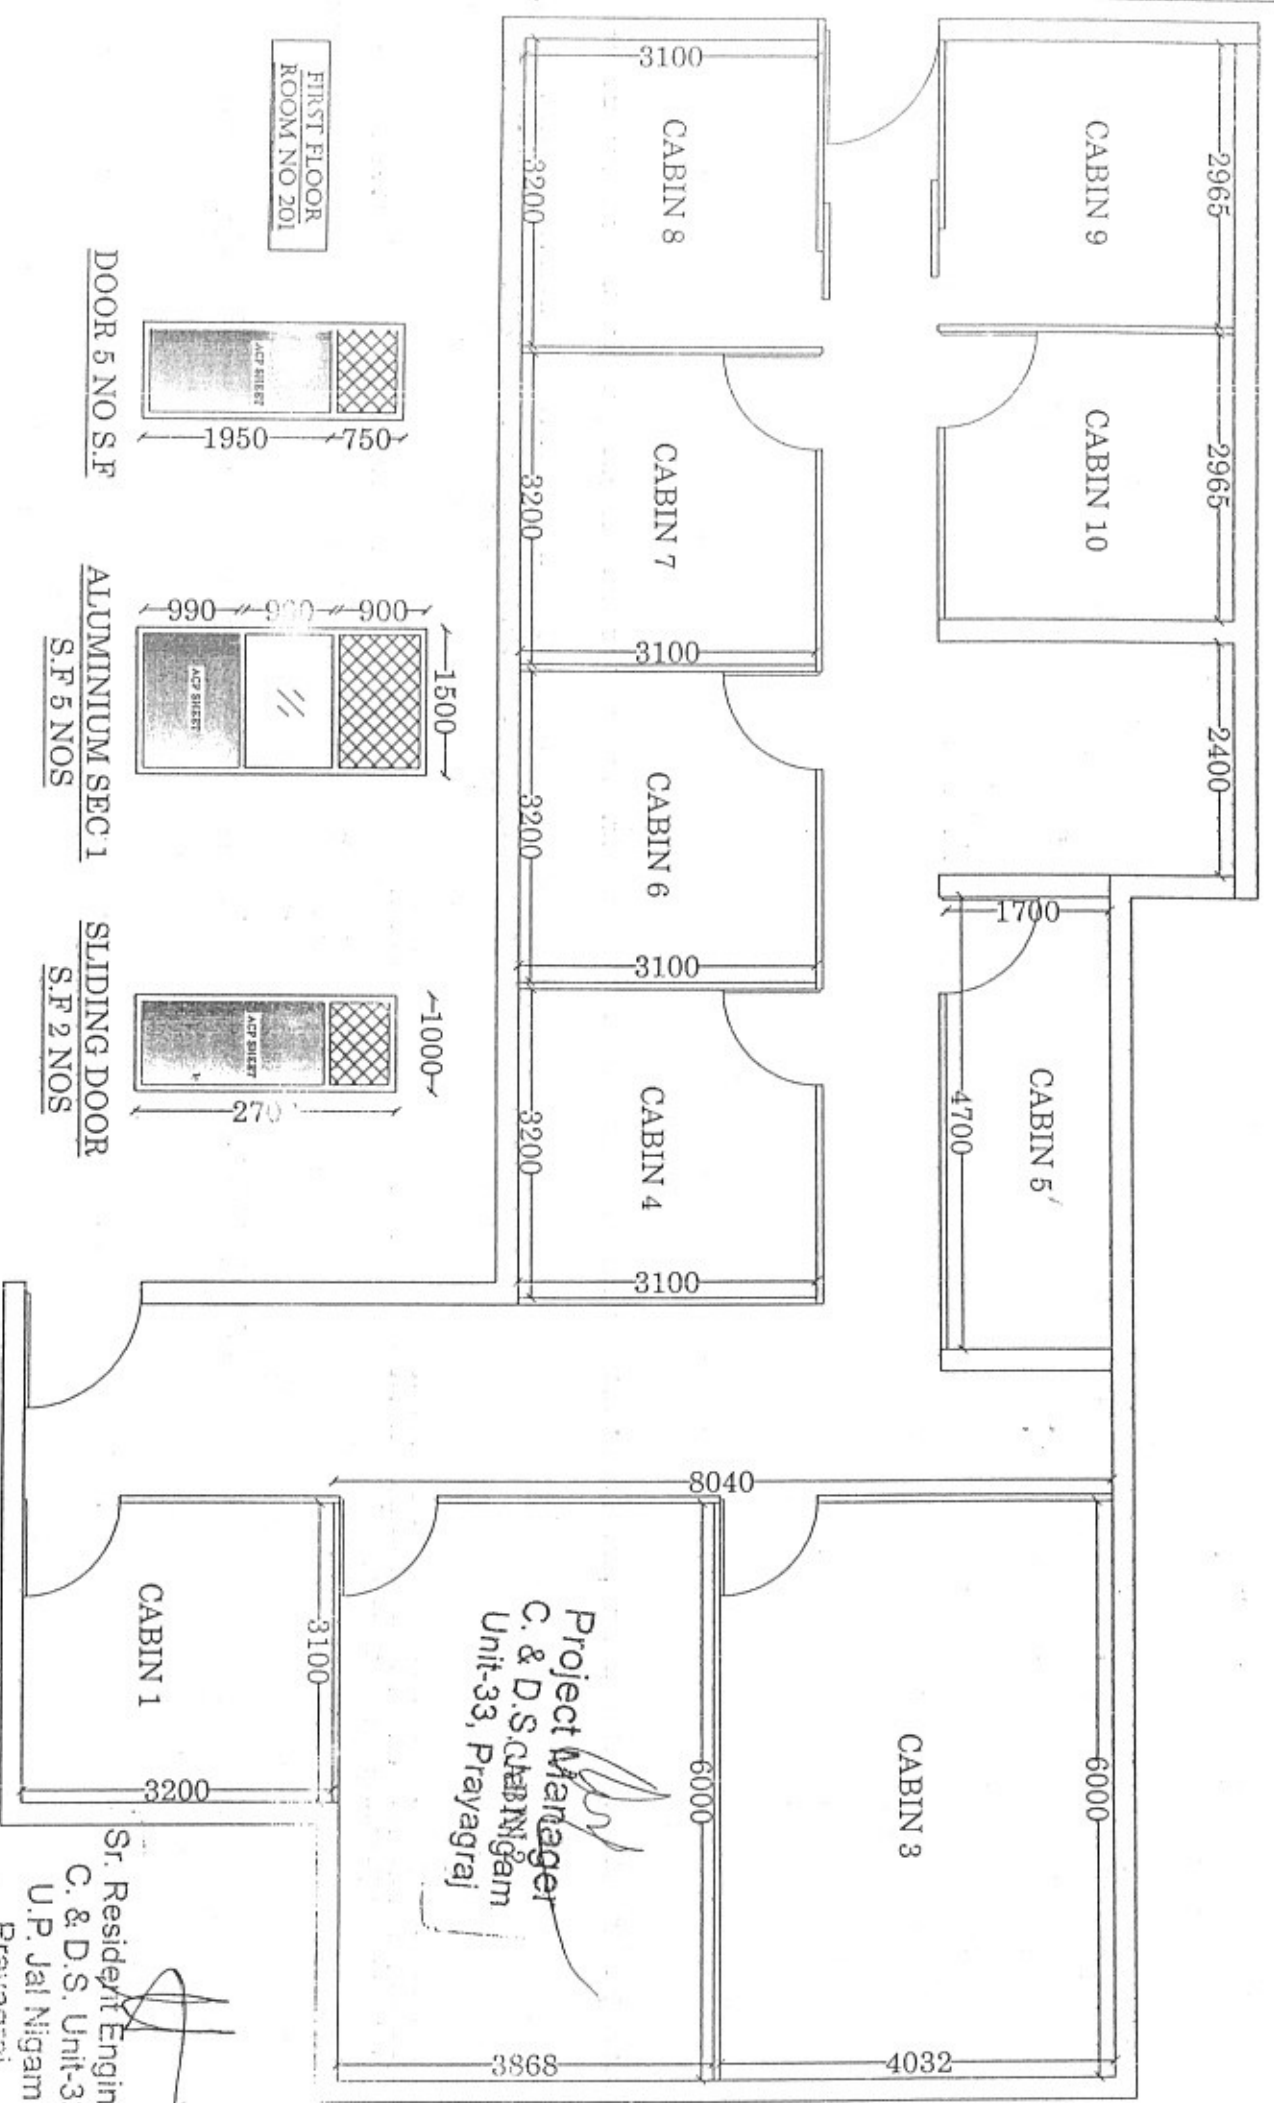 CABIN 9
2965
CABIN 10
2965
2400
3100
CABIN 8
3200
CABIN 7
3200
3100
CABIN 6
3200
3100
CABIN 4
3200
3100
1700
CABIN 5
4700
8040
CABIN 3
6000
4032
6000
3868
Project Manager
C. & D.S. Jal Nigam
Unit-33, Prayagraj
CABIN 2
CABIN 1
3100
3200
FIRST FLOOR
ROOM NO 201
ACP SHEET
1950
750
DOOR 5 NO S.F
990
900
1500
ACP SHEET
ALUMINIUM SEC 1
S.F 5 NOS
1000
ACP SHEET
SLIDING DOOR
S.F 2 NOS
Sr. Resident Engin
C. & D.S. Unit-3
U.P. Jal Nigam